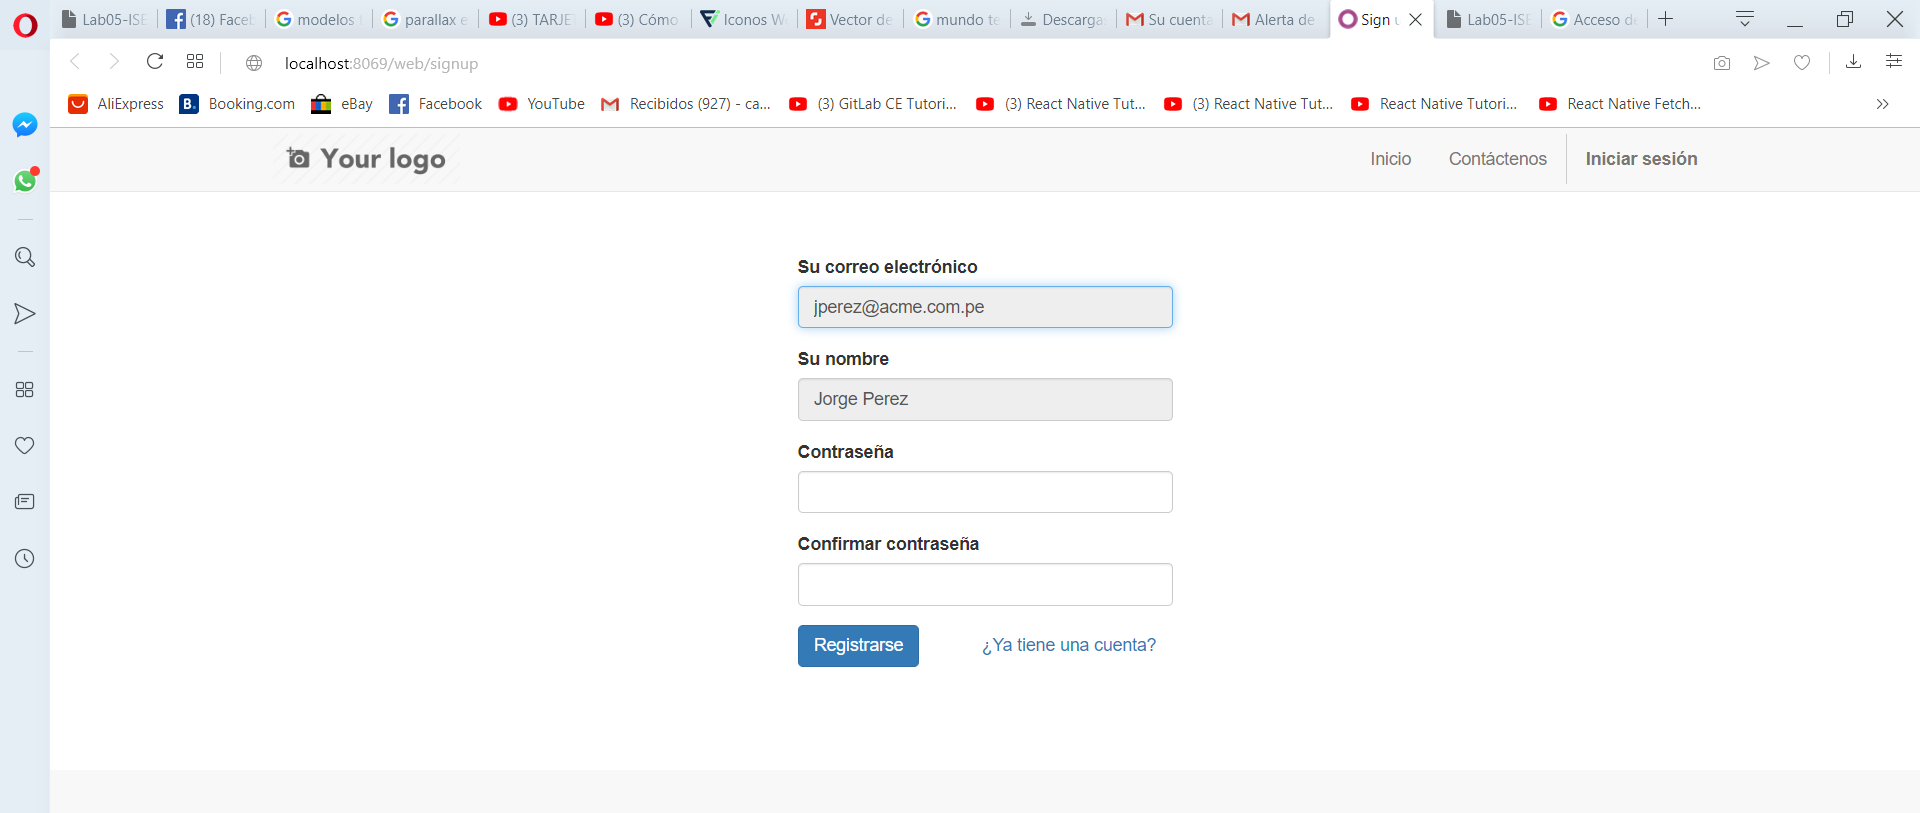 Lab05-ISE
(18) Faceb
modelos
parallax e
(3) TARJE
(3) Cómo
Iconos W
Vector de
mundo te
Descargas
Su cuenta
Alerta de
Sign u
Lab05-ISE
Acceso d
localhost:8069/web/signup
AliExpress
Booking.com
eBay
Facebook
YouTube
Recibidos (927) - ca...
(3) GitLab CE Tutori...
(3) React Native Tut...
(3) React Native Tut...
React Native Tutori...
React Native Fetch...
Your logo
Inicio
Contáctenos
Iniciar sesión
Su correo electrónico
jperez@acme.com.pe
Su nombre
Jorge Perez
Contraseña
Confirmar contraseña
Registrarse
¿Ya tiene una cuenta?